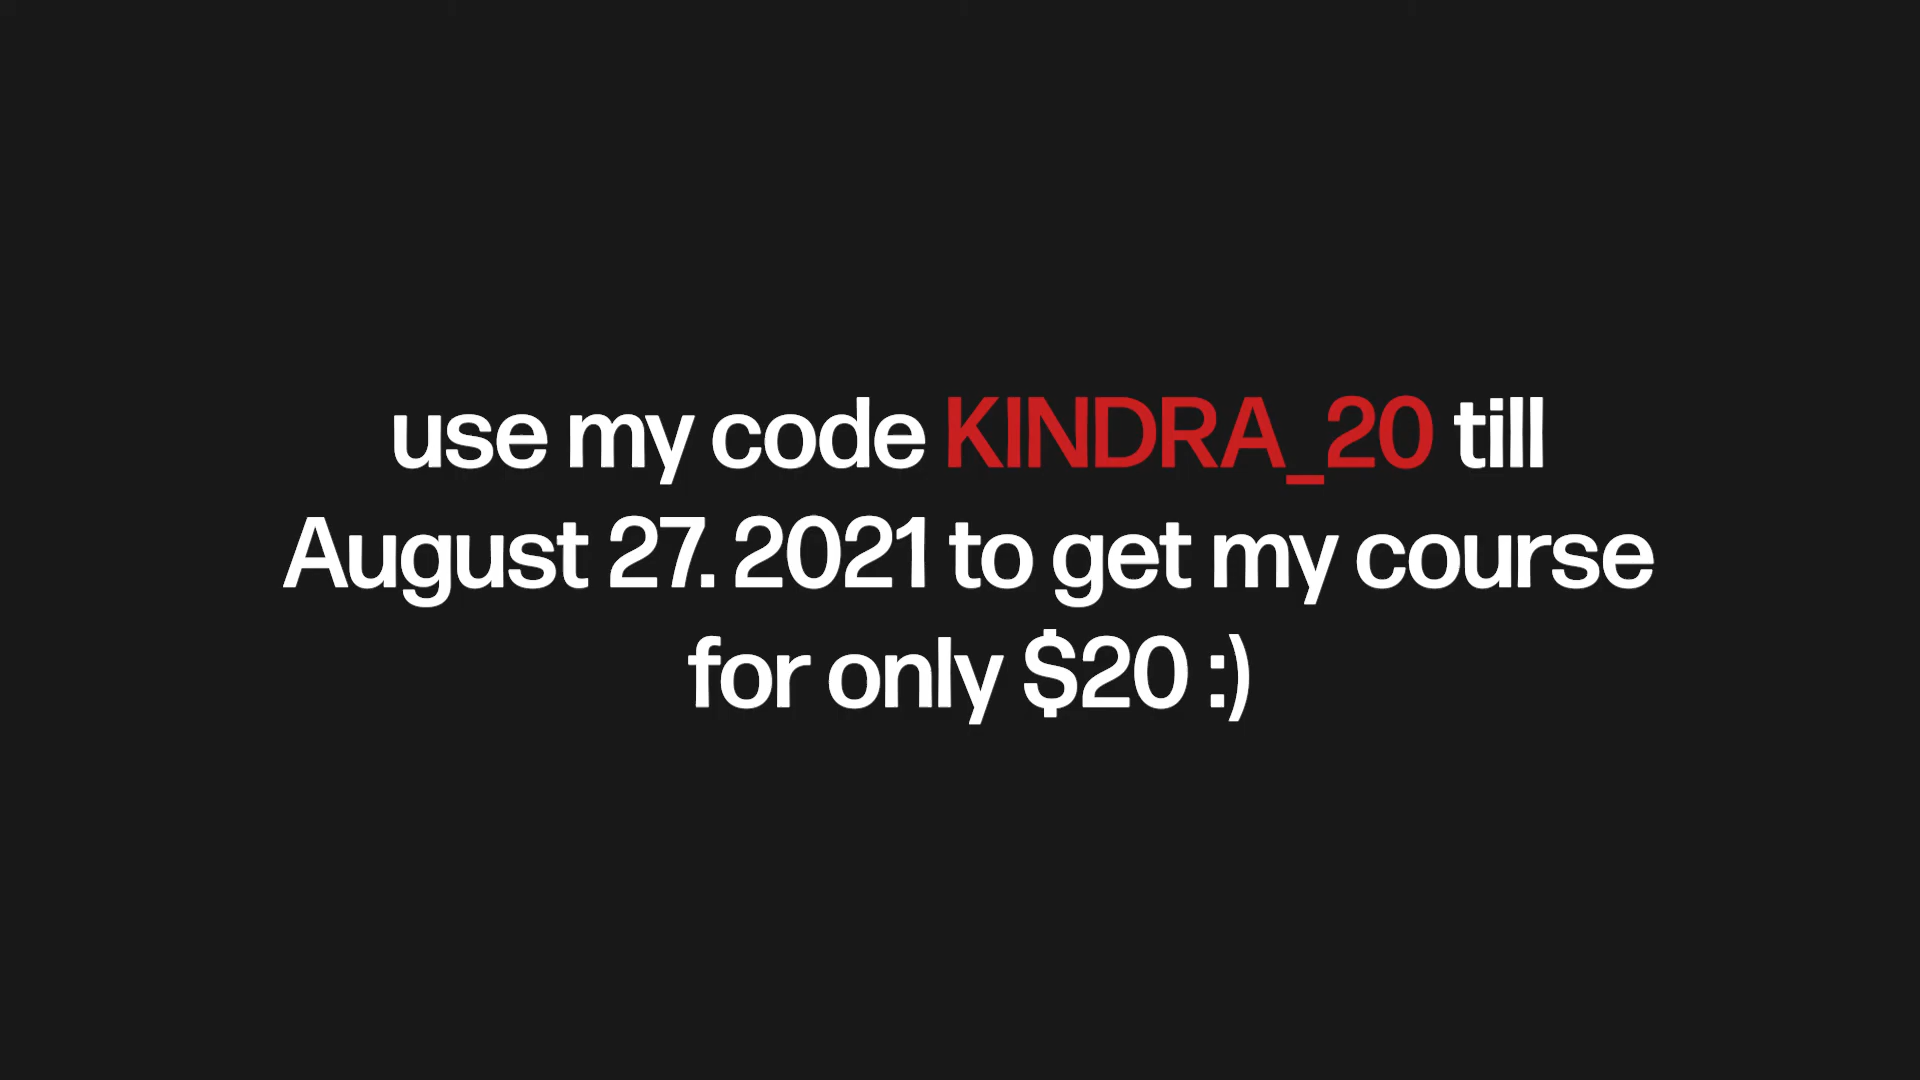 use my code KINDRA_20 till
August 27. 2021 to get my course
for only $20 :)